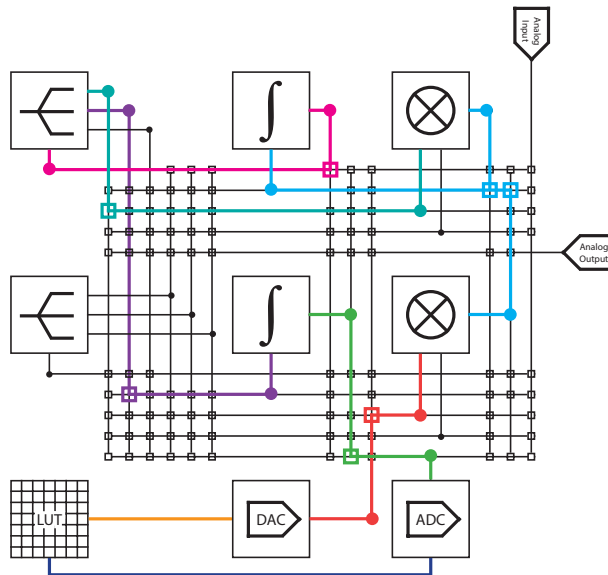 Analog
Input
Analog
Output
LUT
DAC
ADC